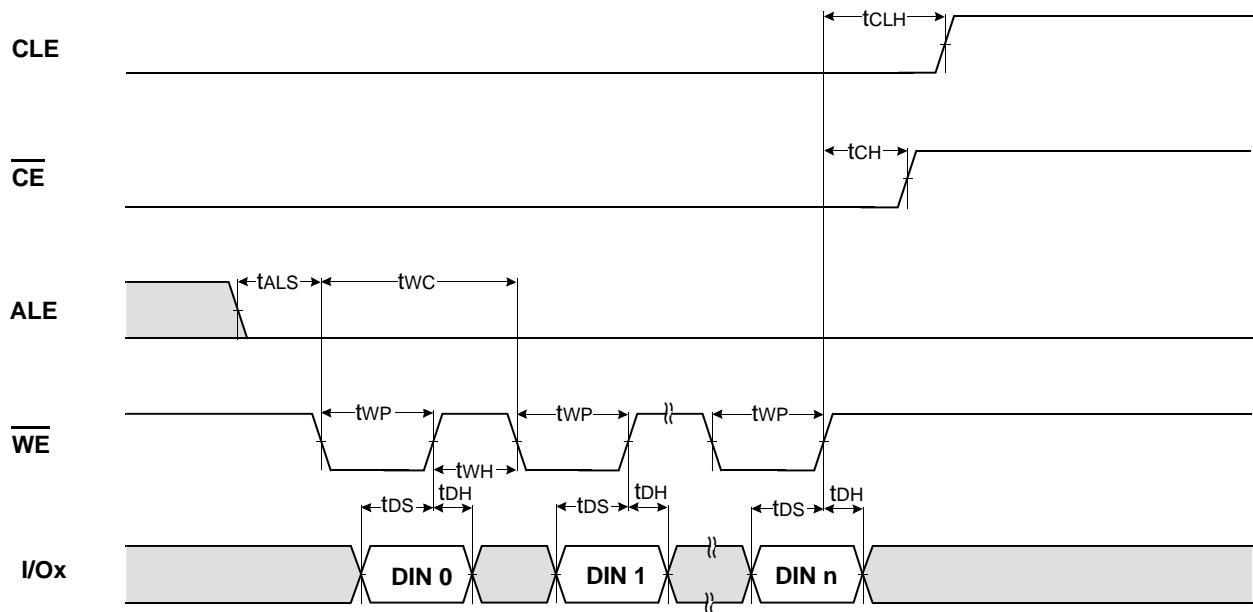 tCLH
CLE
tCH
CE
tALS
tWC
ALE
tWP
tWP
tWP
WE
tWH
tDS
tDH
tDS
tDH
tDS
tDH
I/Ox
DIN 0
DIN 1
DIN n